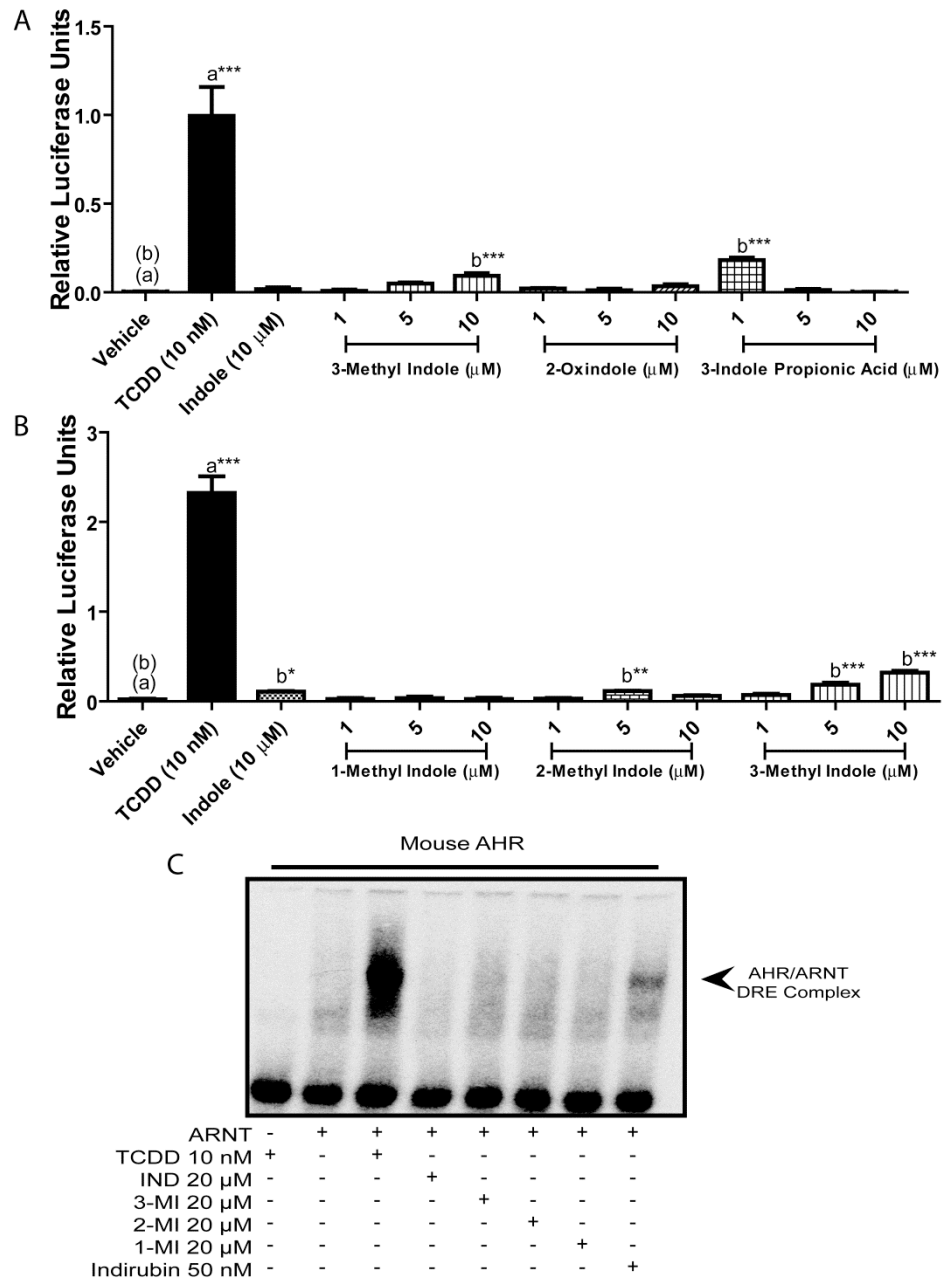 A
Relative Luciferase Units
1.5
1.0
0.5
0.0
(b)
(a)
a***
b***
b***
Vehicle
TCDD (10 nM)
Indole (10 μM)
1 5 10 1 5 10 1 5 10
3-Methyl Indole (μM) 2-Oxindole (μM) 3-Indole Propionic Acid (μM)
B
Relative Luciferase Units
3
2
1
0
(b)
(a)
a***
b*
b**
b***
b***
Vehicle
TCDD (10 nM)
Indole (10 μM)
1 5 10 1 5 10 1 5 10
1-Methyl Indole (μM) 2-Methyl Indole (μM) 3-Methyl Indole (μM)
C
Mouse AHR
AHR/ARNT
DRE Complex
ARNT - + + + + + + +
TCDD 10 nM + - + - - - - -
IND 20 µM - - - + - - - -
3-MI 20 µM - - - - + - - -
2-MI 20 µM - - - - - + - -
1-MI 20 µM - - - - - - + -
Indirubin 50 nM - - - - - - - +